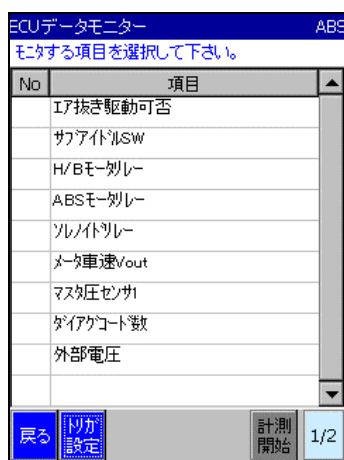 ECUデータモニター ABS
モニタする項目を選択して下さい。
No 項目
エア抜き駆動可否
サブアイドルSW
H/Bモータリレー
ABSモータリレー
ソレノイドリレー
メータ車速Vout
マスタ圧センサ1
ダイアグコード数
外部電圧
戻る
トリガ
設定
計測
開始
1/2